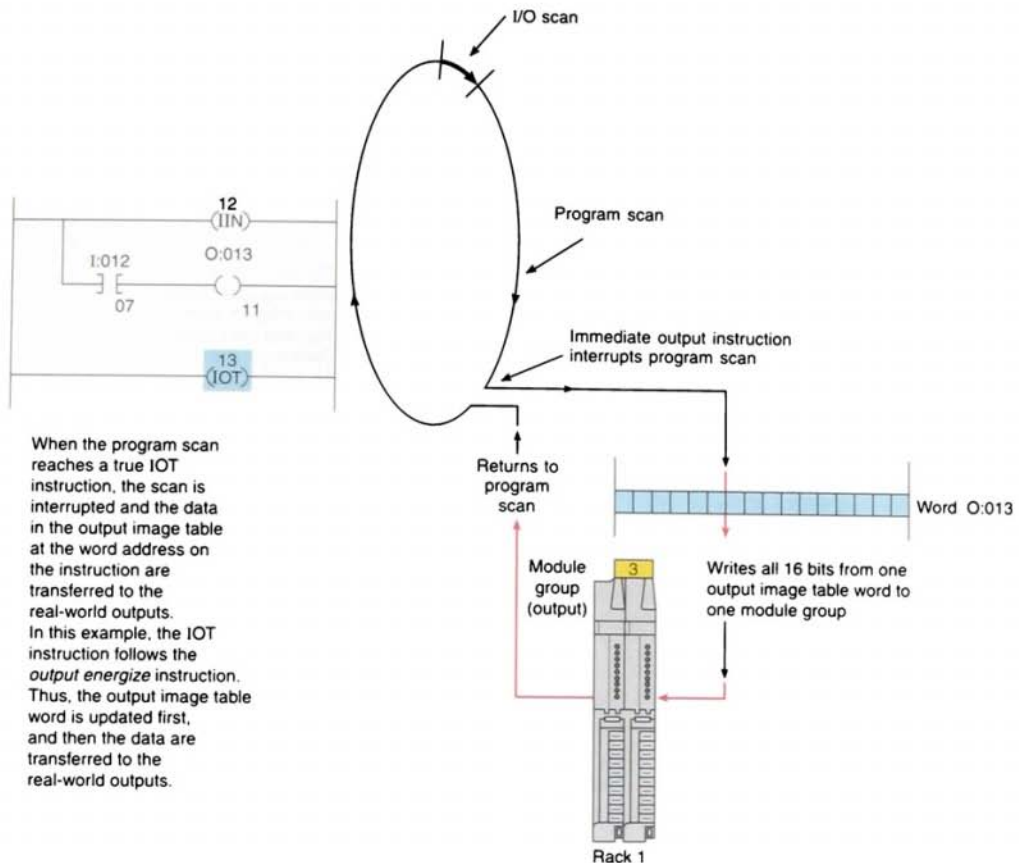 I/O scan
12
(IIN)
I:012
O:013
07
11
13
(IOT)
Program scan
Immediate output instruction
interrupts program scan
When the program scan
reaches a true IOT
instruction, the scan is
interrupted and the data
in the output image table
at the word address on
the instruction are
transferred to the
real-world outputs.
In this example, the IOT
instruction follows the
output energize instruction.
Thus, the output image table
word is updated first,
and then the data are
transferred to the
real-world outputs.
Returns to
program
scan
Word O:013
Module
group
(output)
3
Writes all 16 bits from one
output image table word to
one module group
Rack 1